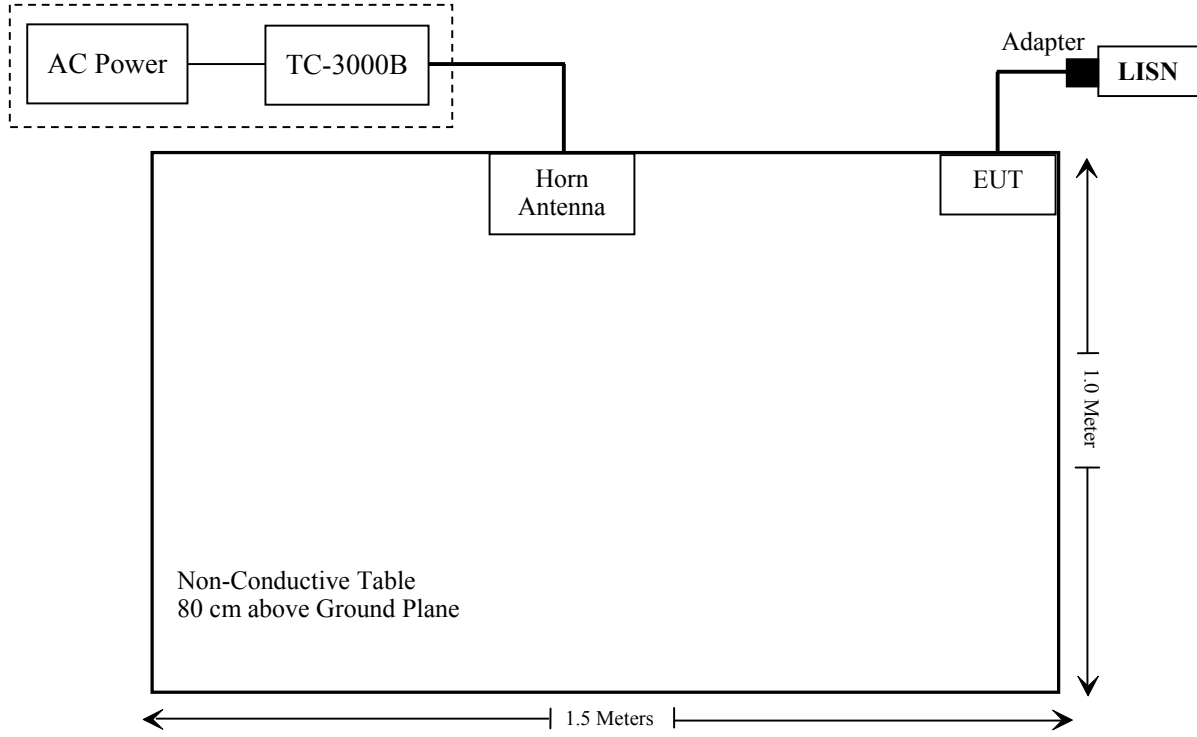 AC Power
TC-3000B
Adapter
LISN
Horn
Antenna
EUT
1.0 Meter
Non-Conductive Table
80 cm above Ground Plane
1.5 Meters